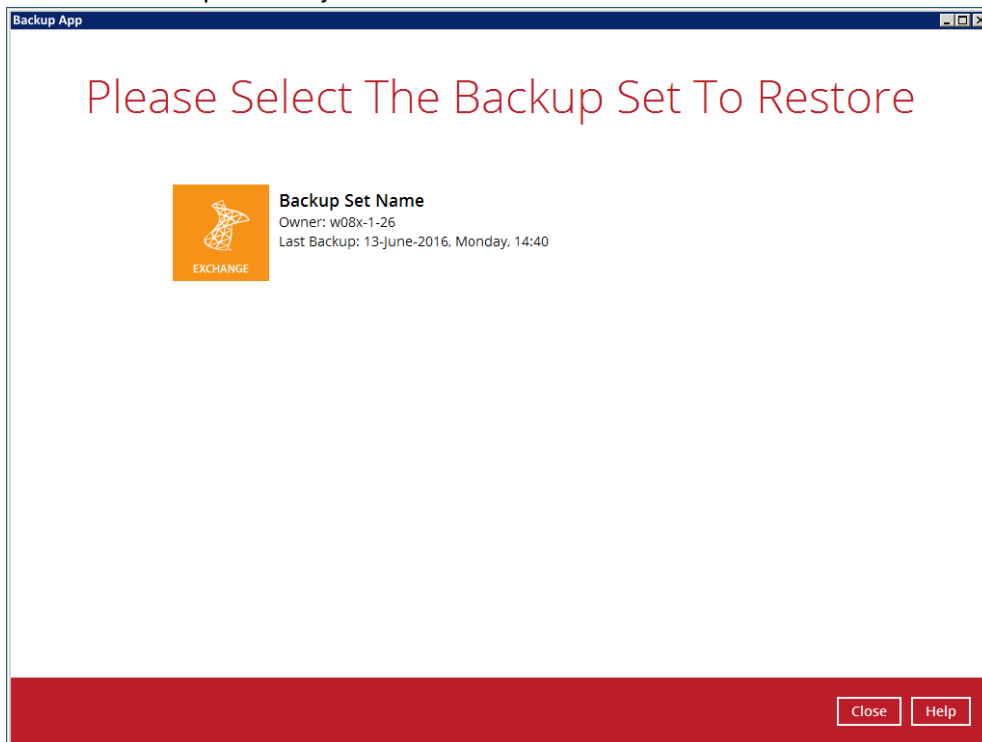 Backup App
Please Select The Backup Set To Restore
Backup Set Name
Owner: w08x-1-26
Last Backup: 13-June-2016, Monday, 14:40
EXCHANGE
Close Help